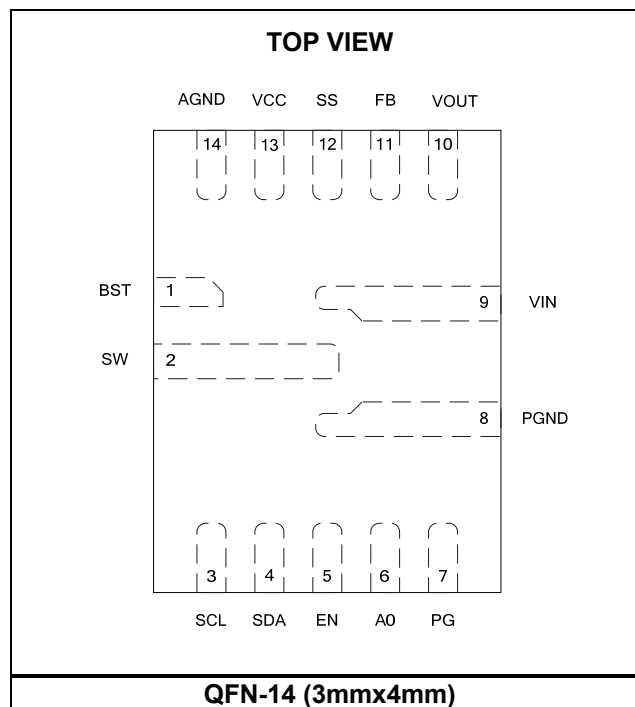 TOP VIEW
AGND VCC SS FB VOUT
14 13 12 11 10
BST 1 9 VIN
SW 2
8 PGND
3 4 5 6 7
SCL SDA EN A0 PG
QFN-14 (3mmx4mm)